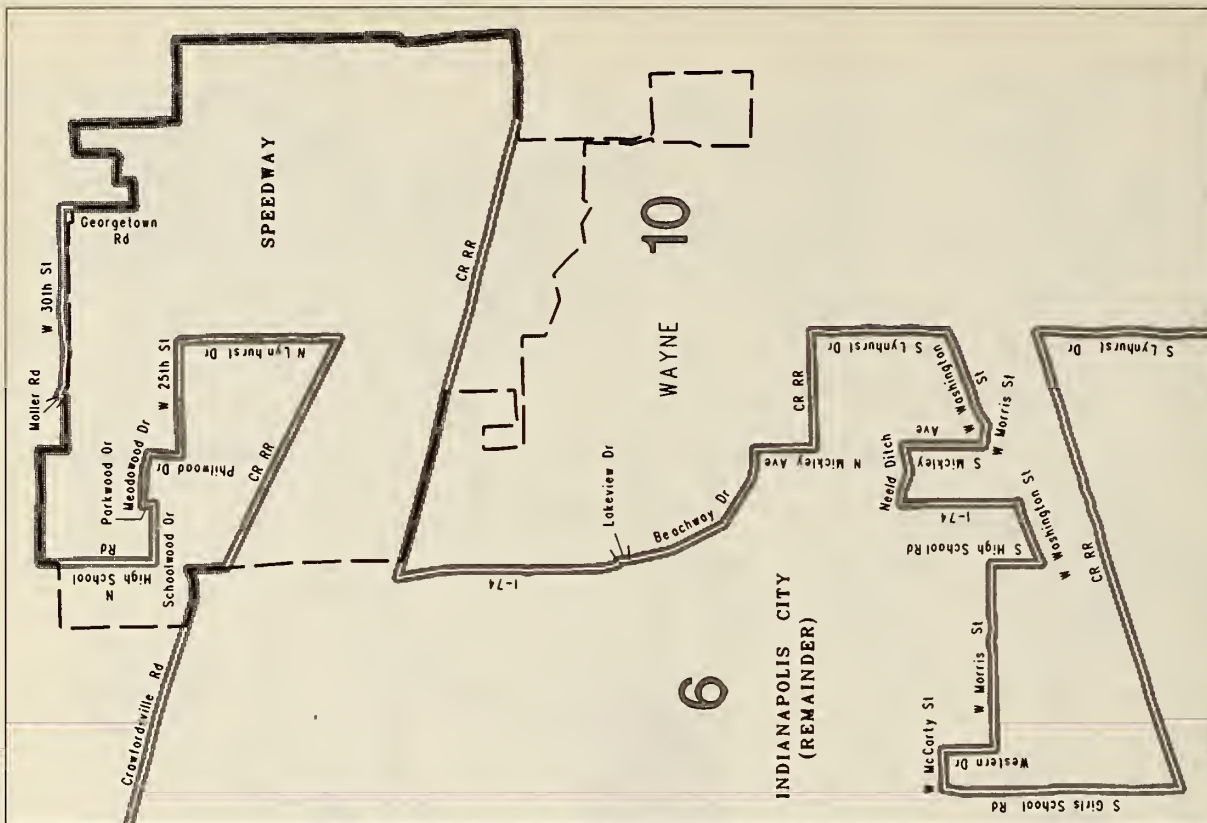 Moller Rd
W 30th St
Georgetown
Rd
SPEEDWAY
Parkwood Dr
Meadowood Dr
Philwood Dr
W 25th St
N Lynhurst Dr
CR RR
N
High School
Rd
Schoolwood Dr
Crawfordsville Rd
CR RR
10
WAYNE
I-74
Lakeview Dr
Beachway Dr
N Mickley Ave
CR RR
S Lynhurst Dr
W Washington
St
W Morris St
S Mickley
Ave
Neeld Ditch
I-74
S High School Rd
W Washington St
CR RR
S Lynhurst Dr
6
INDIANAPOLIS CITY
(REMAINDER)
W McCarty St
Western Dr
W Morris St
S Girls School Rd